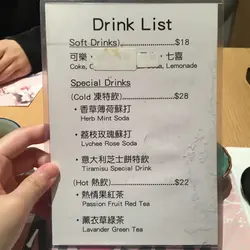 Drink List
Soft Drinks) $18
可樂、 七喜
Coke, Lemonade
Special Drinks
(Cold 凍特飲) $28
・香草薄荷蘇打
Herb Mint Soda
・荔枝玫瑰蘇打
Lychee Rose Soda
・意大利芝士餅特飲
Tiramisu Special Drink
(Hot 熱飲) $22
・熱情果紅茶
Passion Fruit Red Tea
・薰衣草綠茶
Lavander Green Tea